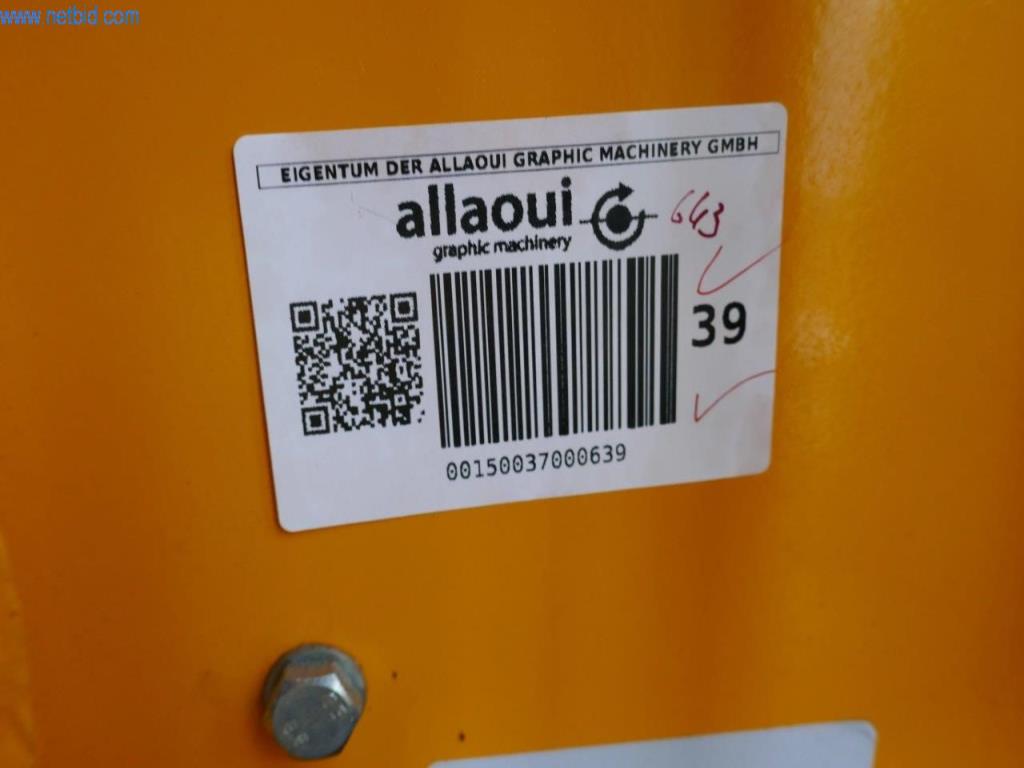 www.netbid.com
EIGENTUM DER ALLAOUI GRAPHIC MACHINERY GMBH
allaoui
graphic machinery
643
39
00150037000639